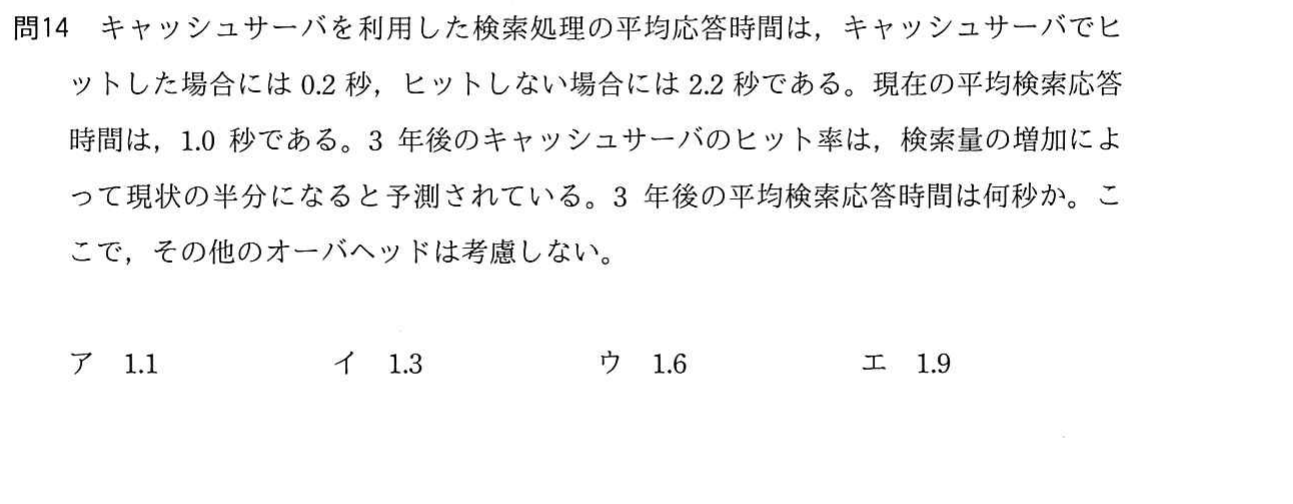 問14 キャッシュサーバを利用した検索処理の平均応答時間は，キャッシュサーバでヒ
ットした場合には 0.2 秒，ヒットしない場合には 2.2 秒である。現在の平均検索応答
時間は，1.0 秒である。3 年後のキャッシュサーバのヒット率は，検索量の増加によ
って現状の半分になると予測されている。3 年後の平均検索応答時間は何秒か。こ
こで，その他のオーバヘッドは考慮しない。
ア 1.1 イ 1.3 ウ 1.6 エ 1.9